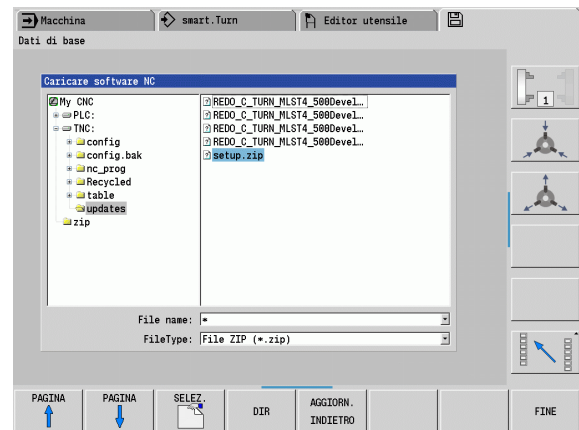 Macchina smart.Turn Editor utensile
Dati di base
Caricare software NC
My CNC
PLC:
TNC:
config
config.bak
nc_prog
Recycled
table
updates
zip
REDO_C_TURN_MLST4_500Devel...
REDO_C_TURN_MLST4_500Devel...
REDO_C_TURN_MLST4_500Devel...
REDO_C_TURN_MLST4_500Devel...
setup.zip
File name: *
FileType: File ZIP (*.zip)
1
PAGINA PAGINA SELEZ. DIR AGGIORN. FINE
INDIETRO